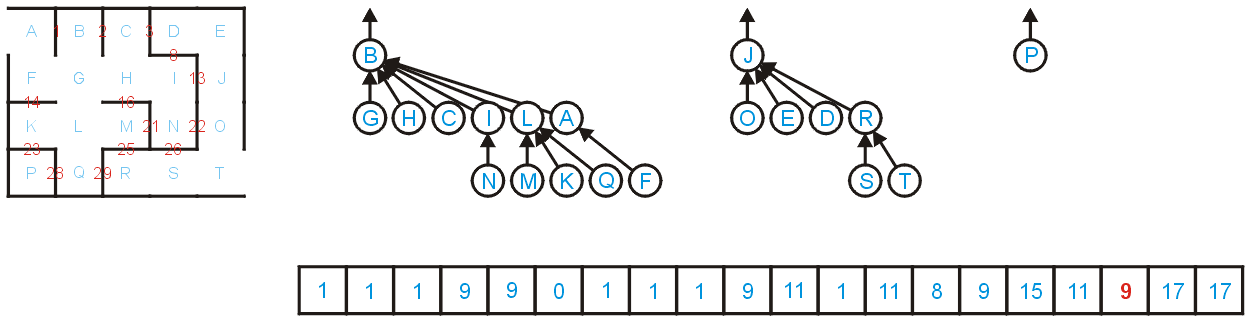 A 1 B 2 C 3 D E
8
F G H I 13 J
14 16
K L M 21 N 22 O
23 25 26
P 28 Q 29 R S T
B J P
G H C I L A O E D R
N M K Q F S T
1 1 1 9 9 0 1 1 1 9 11 1 11 8 9 15 11 9 17 17